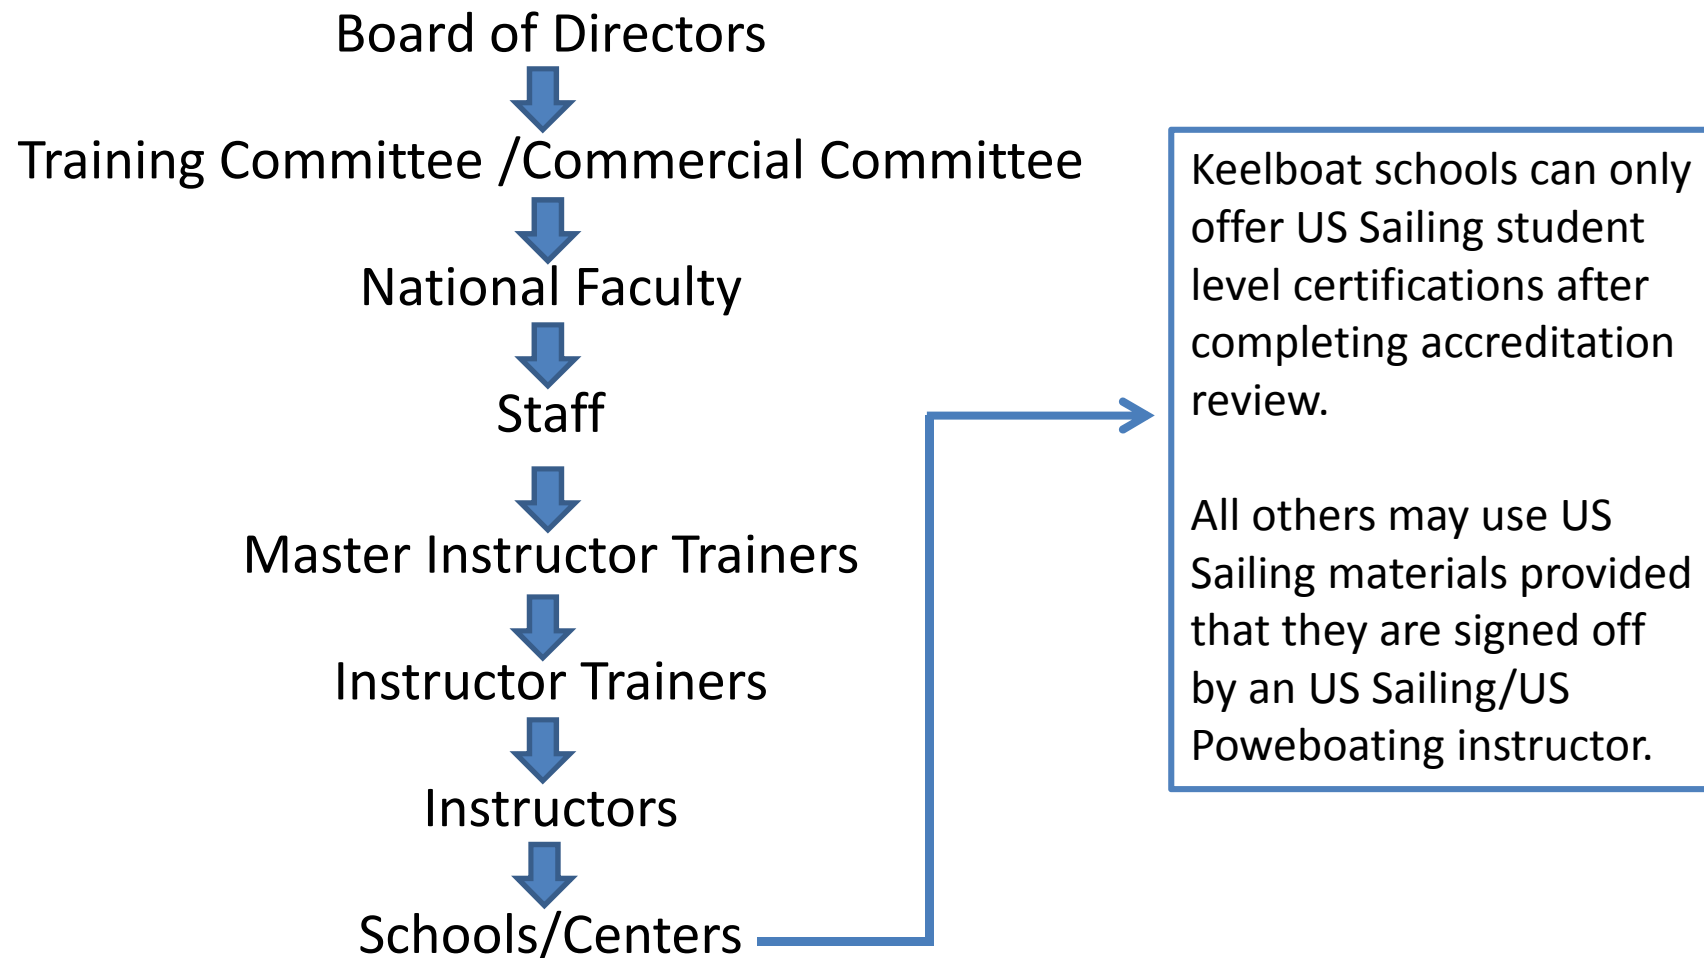 Board of Directors
Training Committee /Commercial Committee
National Faculty
Staff
Master Instructor Trainers
Instructor Trainers
Instructors
Schools/Centers
Keelboat schools can only
offer US Sailing student
level certifications after
completing accreditation
review.
All others may use US
Sailing materials provided
that they are signed off
by an US Sailing/US
Poweboating instructor.